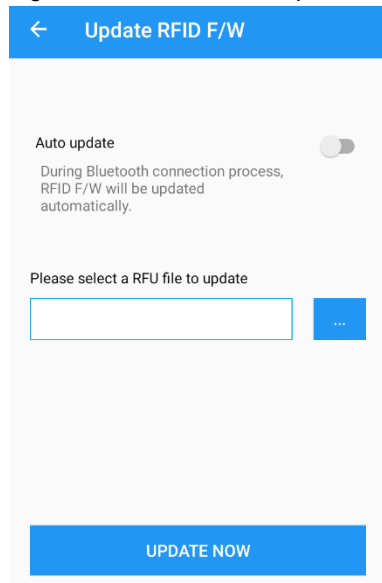 Update RFID F/W
Auto update
During Bluetooth connection process,
RFID F/W will be updated
automatically.
Please select a RFU file to update
...
UPDATE NOW